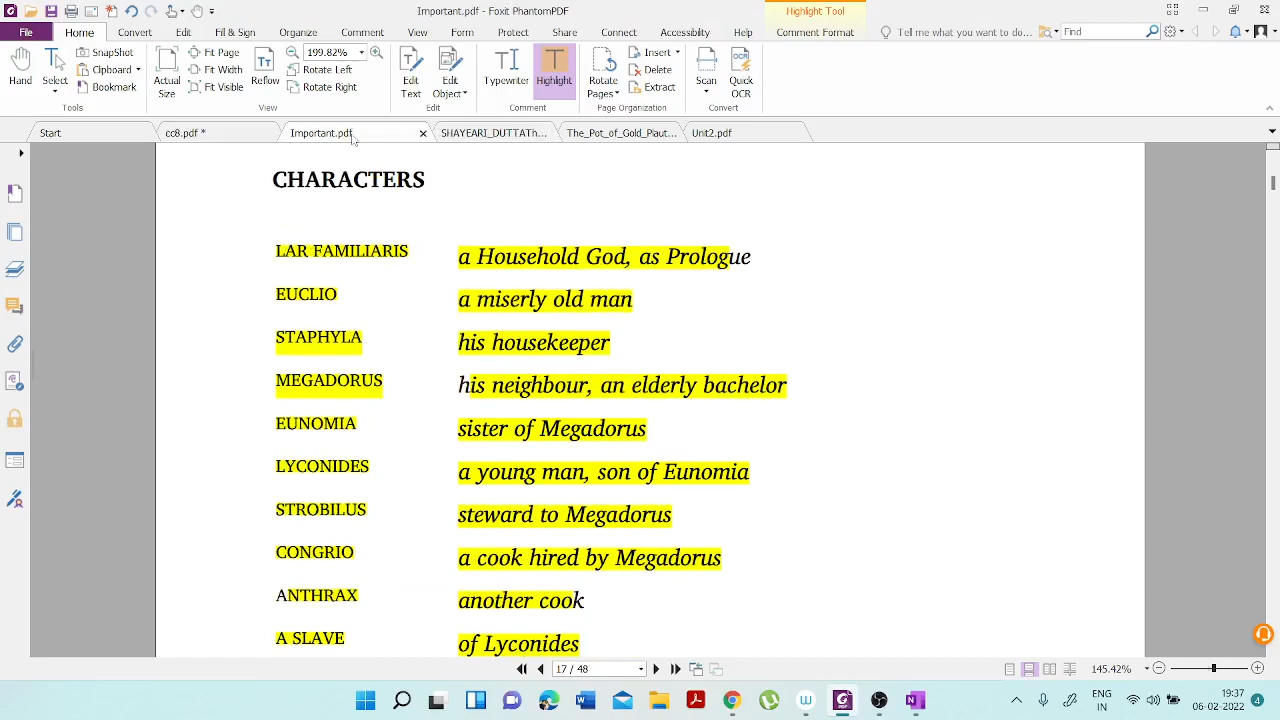 Important.pdf - Foxit PhantomPDF
Highlight Tool
File Home Convert Edit Fill & Sign Organize Comment View Form Protect Share Connect Accessibility Help Comment Format Tell me what you want to do... Find
Hand
Select
SnapShot
Clipboard
Bookmark
Tools
Actual Size
Fit Page
Fit Width
Fit Visible
Reflow
199.82%
Rotate Left
Rotate Right
View
Edit Text
Edit Object
Edit
Typewriter
Highlight
Comment
Rotate Pages
Insert
Delete
Extract
Page Organization
Scan
Quick OCR
Convert
Start cc8.pdf * Important.pdf SHAYEARI_DUTTATh... The_Pot_of_Gold_Plaut... Unit2.pdf
CHARACTERS
LAR FAMILIARIS a Household God, as Prologue
EUCLIO a miserly old man
STAPHYLA his housekeeper
MEGADORUS his neighbour, an elderly bachelor
EUNOMIA sister of Megadorus
LYCONIDES a young man, son of Eunomia
STROBILUS steward to Megadorus
CONGRIO a cook hired by Megadorus
ANTHRAX another cook
A SLAVE of Lyconides
17 / 48
145.42%
ENG
IN
19:37
06-02-2022
4